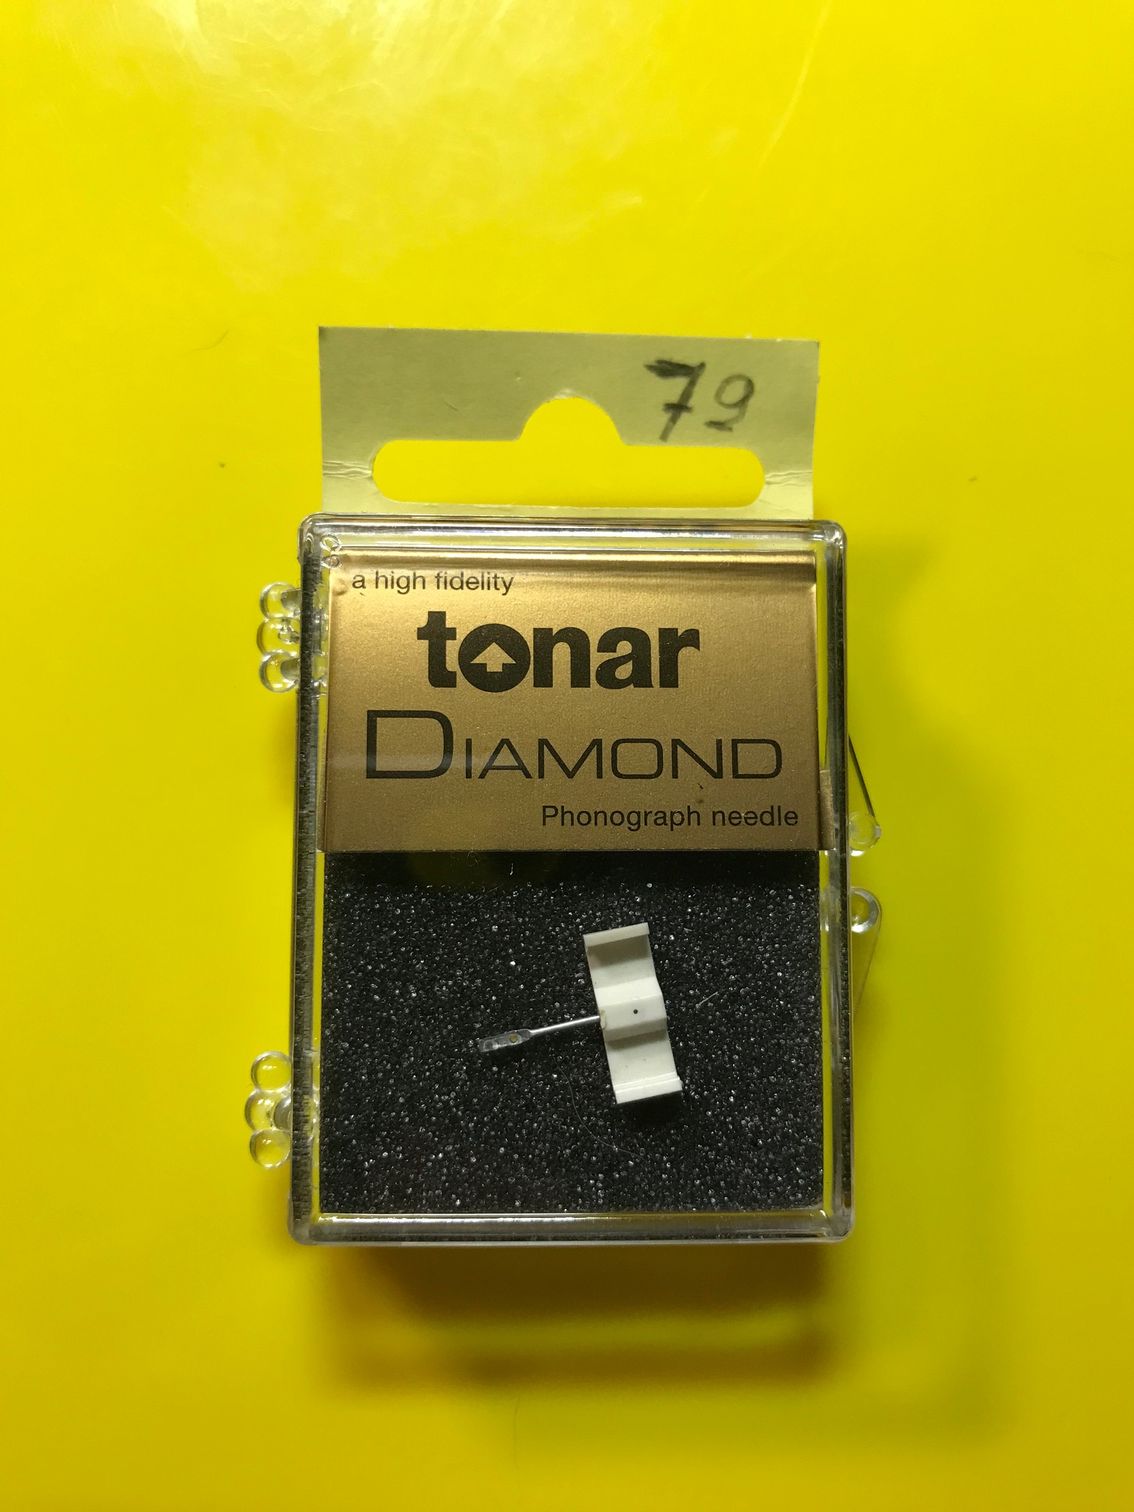 79
a high fidelity
tonar
DIAMOND
Phonograph needle